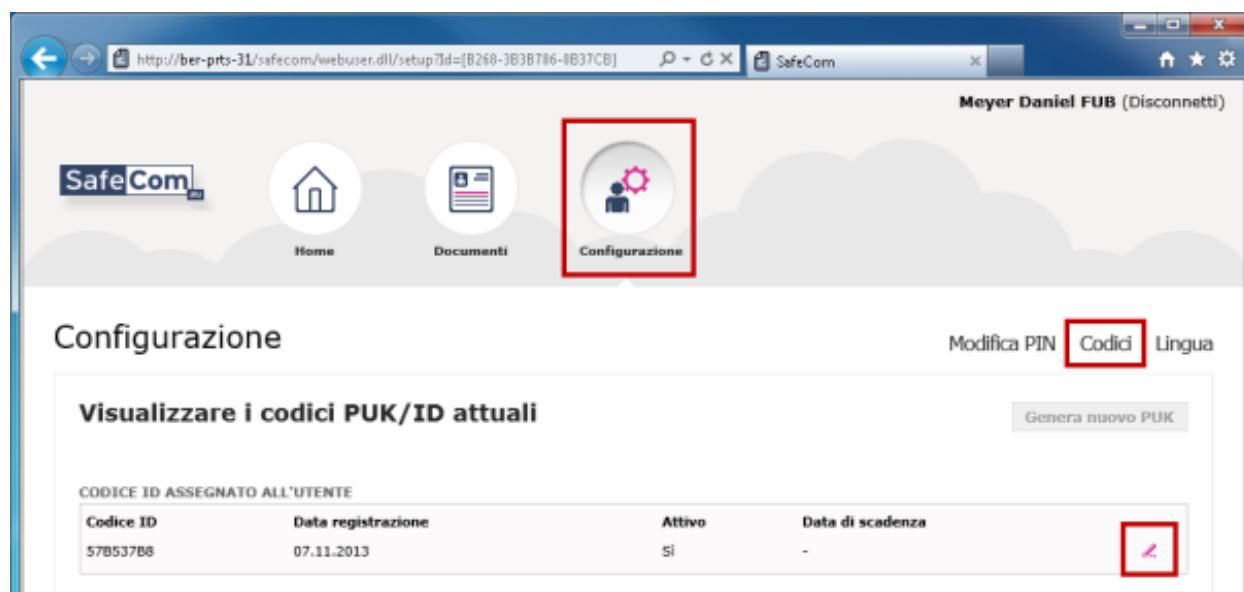 http://ber-prts-31/safecom/webuser.dll/setup?Id=[B268-3B3B786-8B37CB]
SafeCom
Meyer Daniel FUB (Disconnetti)
SafeCom
Home
Documenti
Configurazione
Configurazione
Modifica PIN
Codici
Lingua
Visualizzare i codici PUK/ID attuali
Genera nuovo PUK
CODICE ID ASSEGNATO ALL'UTENTE
Codice ID Data registrazione Attivo Data di scadenza
57B537B8 07.11.2013 Sì -